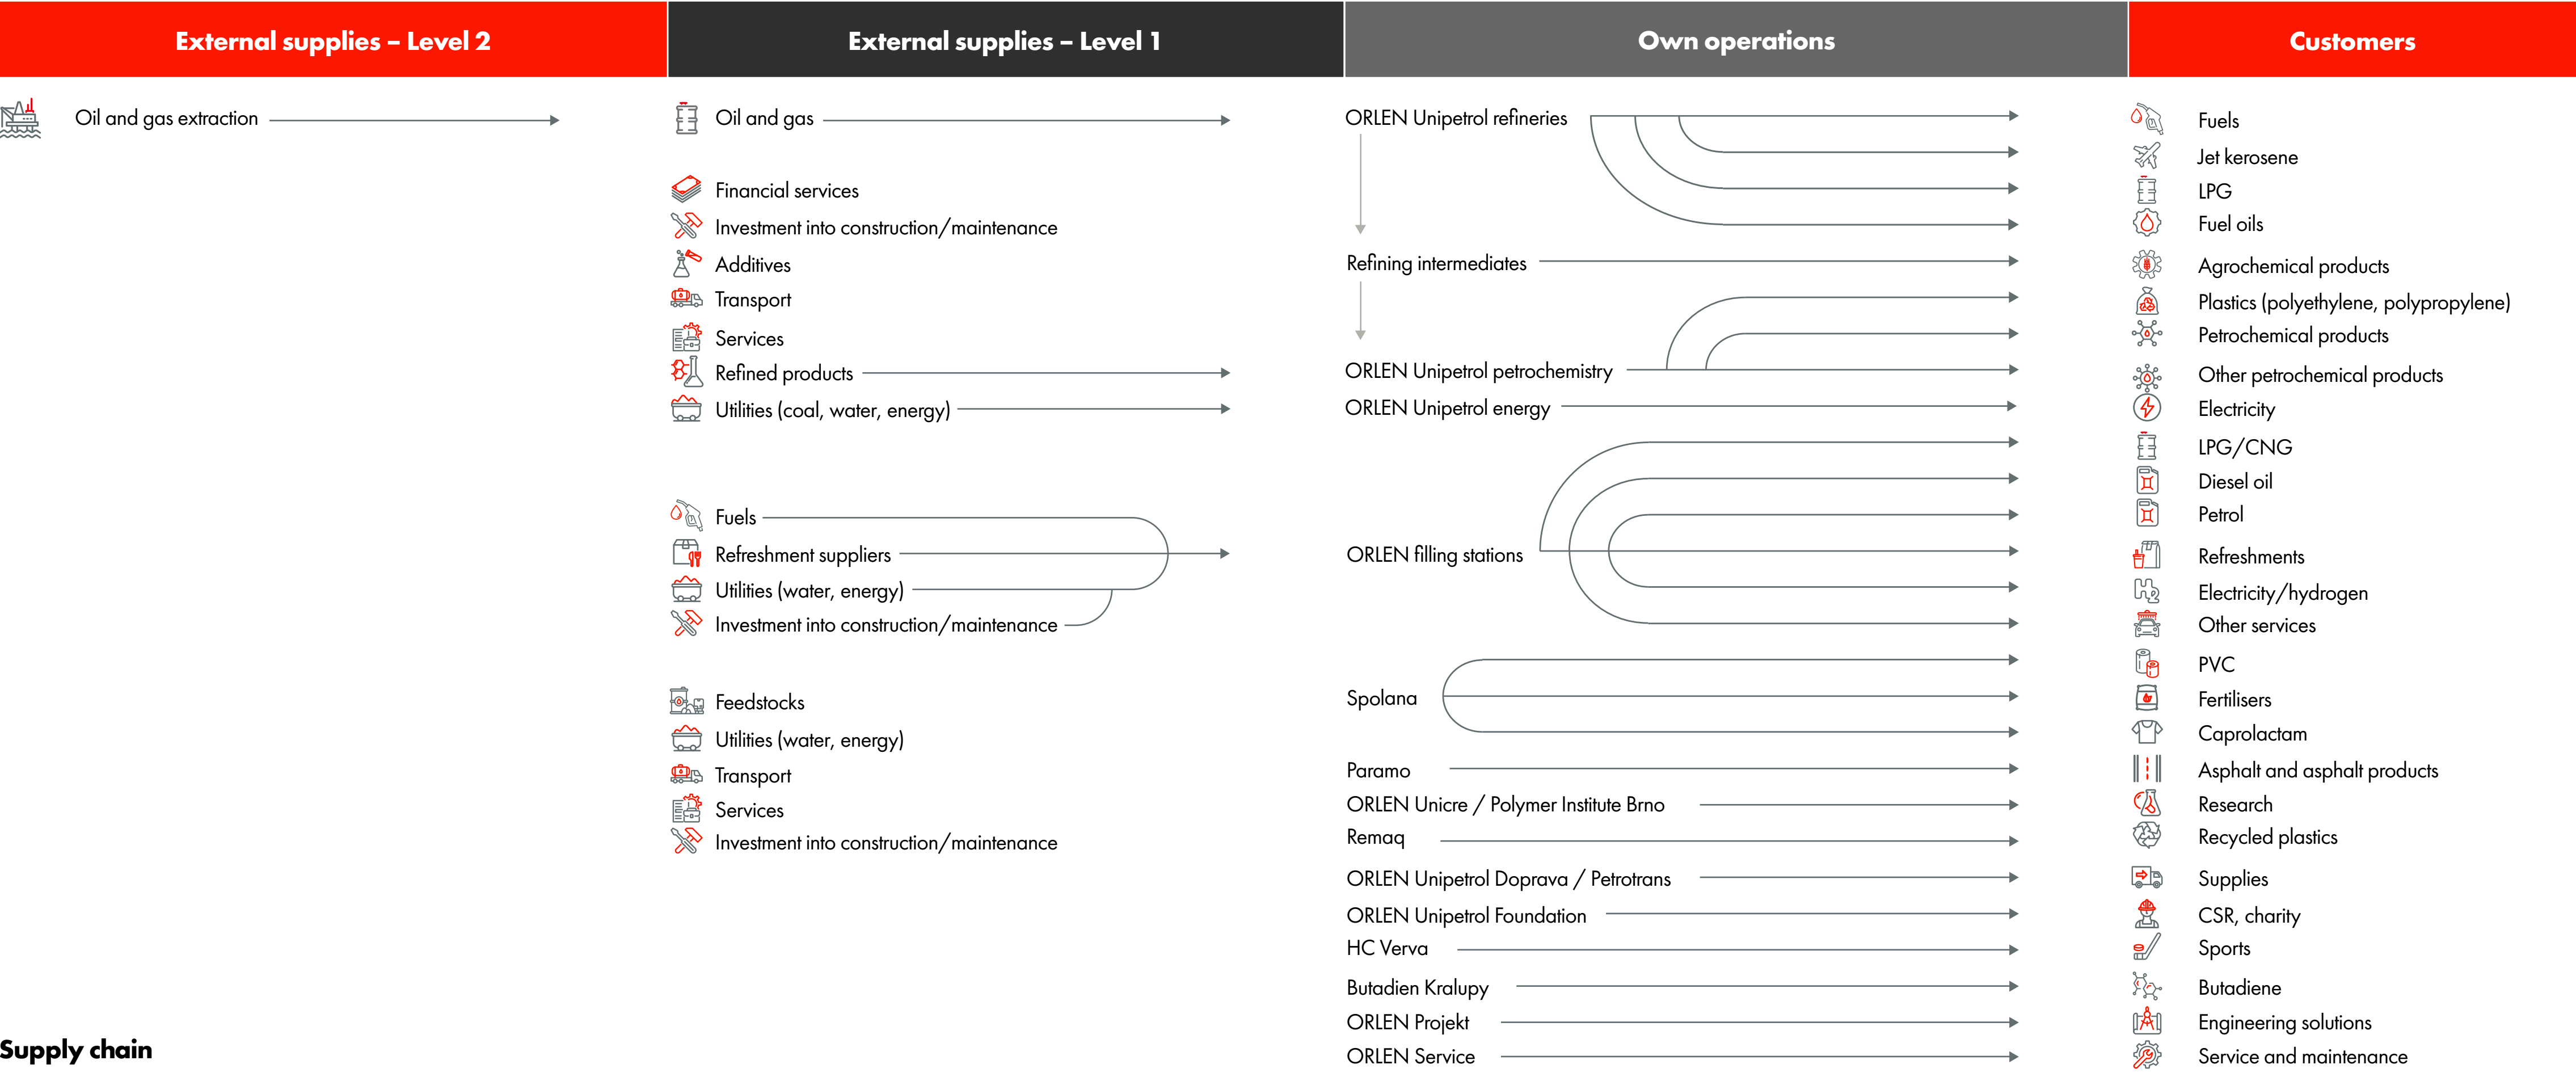 External supplies – Level 2
External supplies – Level 1
Own operations
Customers
Oil and gas extraction
Oil and gas
Financial services
Investment into construction/maintenance
Additives
Transport
Services
Refined products
Utilities (coal, water, energy)
Fuels
Refreshment suppliers
Utilities (water, energy)
Investment into construction/maintenance
Feedstocks
Utilities (water, energy)
Transport
Services
Investment into construction/maintenance
ORLEN Unipetrol refineries
Refining intermediates
ORLEN Unipetrol petrochemistry
ORLEN Unipetrol energy
ORLEN filling stations
Spolana
Paramo
ORLEN Unicre / Polymer Institute Brno
Remaq
ORLEN Unipetrol Doprava / Petrotrans
ORLEN Unipetrol Foundation
HC Verva
Butadien Kralupy
ORLEN Projekt
ORLEN Service
Fuels
Jet kerosene
LPG
Fuel oils
Agrochemical products
Plastics (polyethylene, polypropylene)
Petrochemical products
Other petrochemical products
Electricity
LPG/CNG
Diesel oil
Petrol
Refreshments
Electricity/hydrogen
Other services
PVC
Fertilisers
Caprolactam
Asphalt and asphalt products
Research
Recycled plastics
Supplies
CSR, charity
Sports
Butadiene
Engineering solutions
Service and maintenance
Supply chain